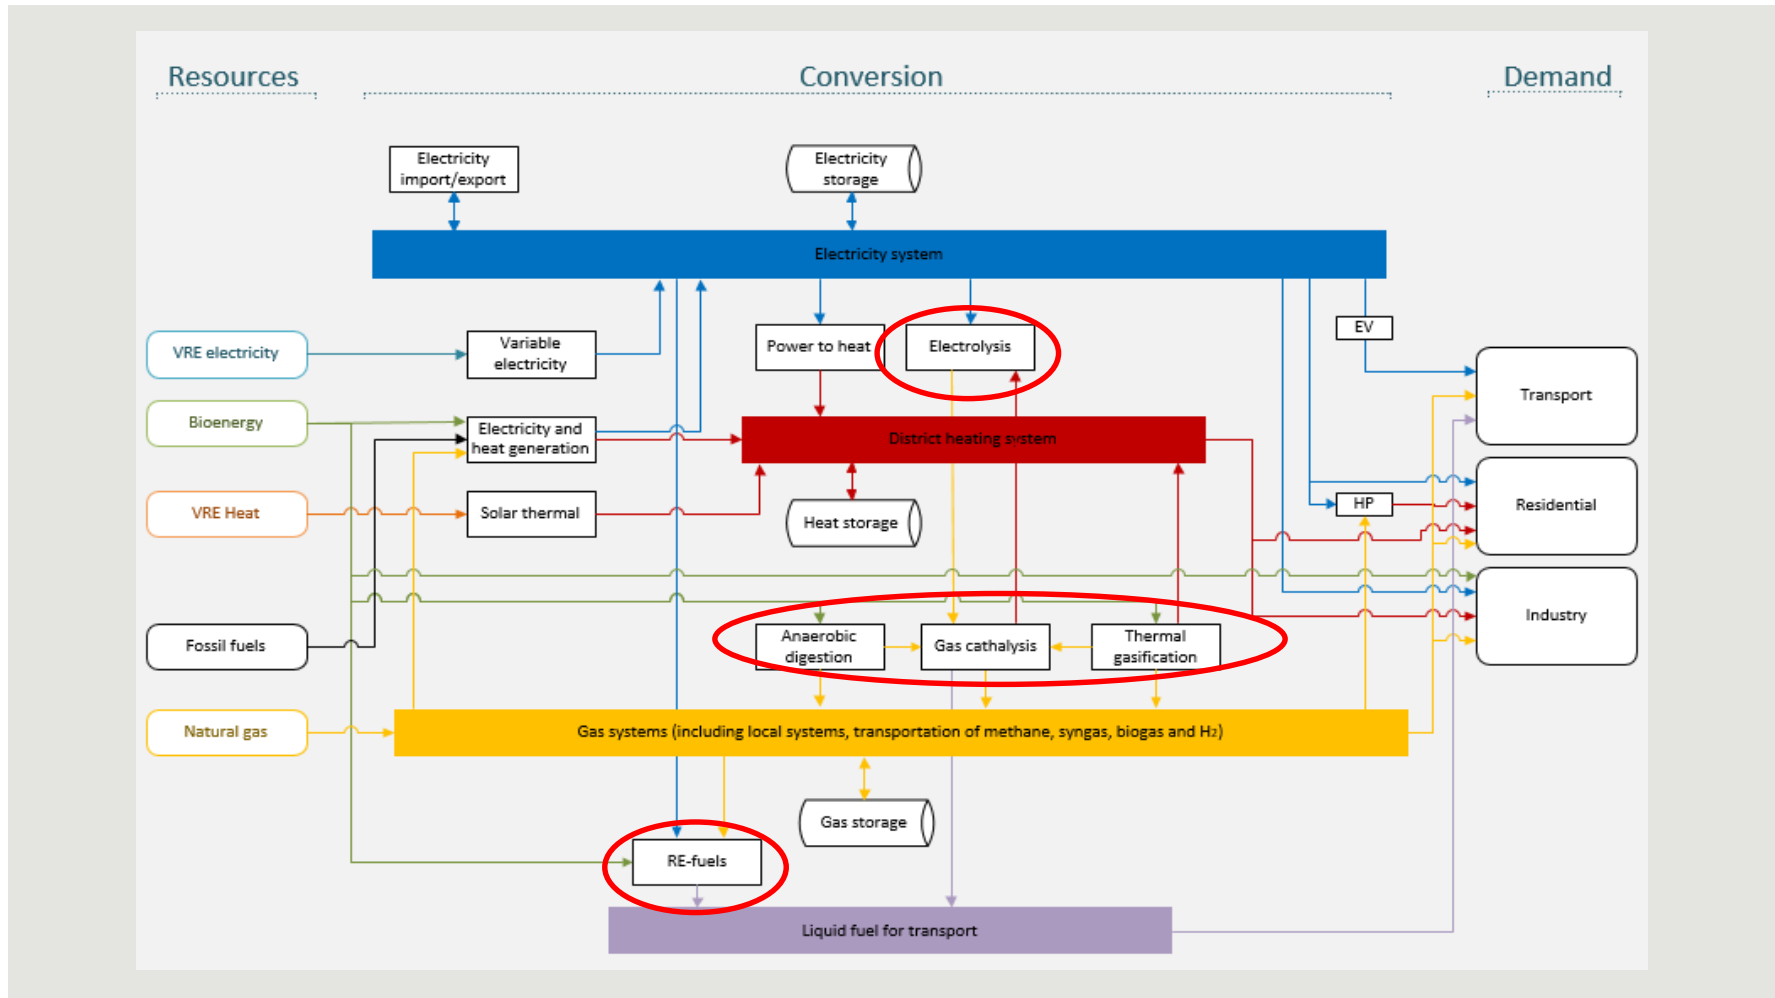 Resources
Conversion
Demand
Electricity
import/export
Electricity
storage
Electricity system
VRE electricity
Variable
electricity
Power to heat
Electrolysis
EV
Transport
Bioenergy
Electricity and
heat generation
District heating system
VRE Heat
Solar thermal
Heat storage
HP
Residential
Fossil fuels
Anaerobic
digestion
Gas cathalysis
Thermal
gasification
Industry
Natural gas
Gas systems (including local systems, transportation of methane, syngas, biogas and H2)
Gas storage
RE-fuels
Liquid fuel for transport